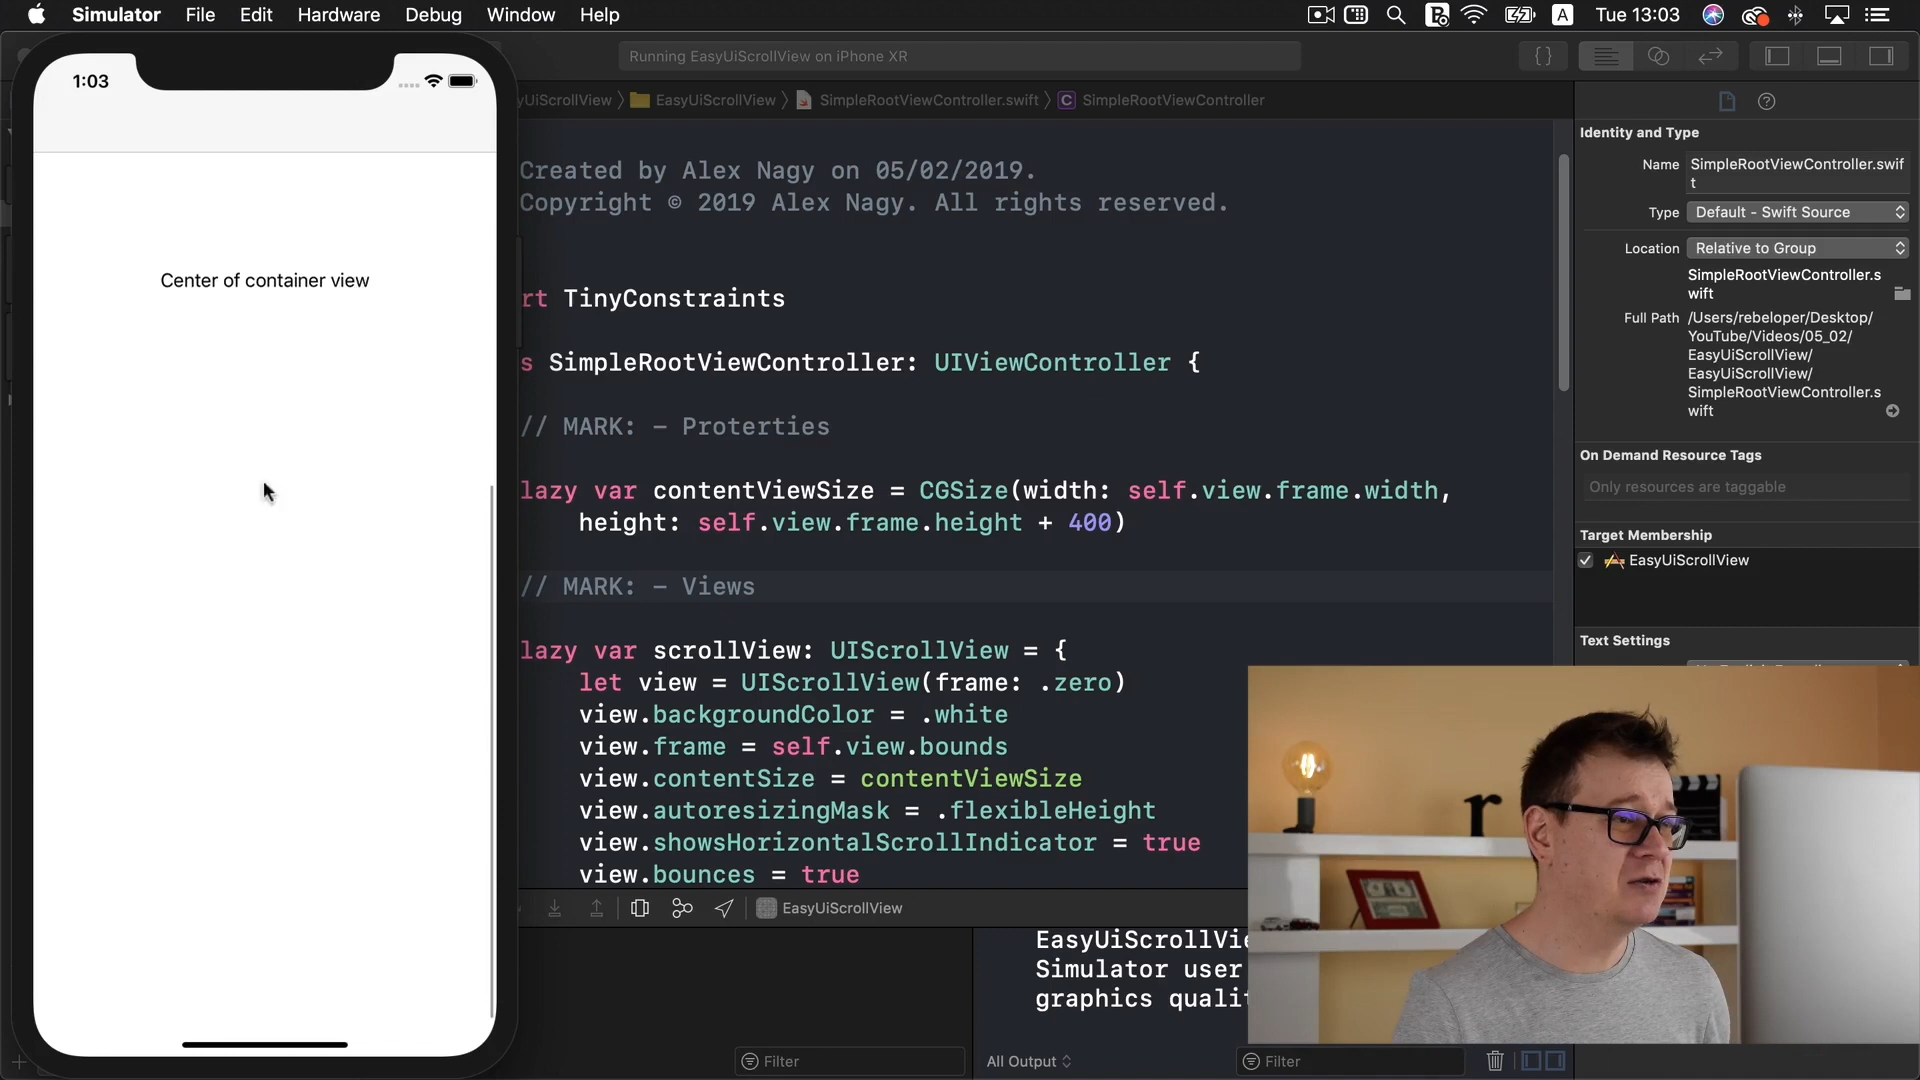 Simulator File Edit Hardware Debug Window Help
A Tue 13:03
Running EasyUiScrollView on iPhone XR
1:03
Center of container view
yUiScrollView EasyUiScrollView SimpleRootViewController.swift C SimpleRootViewController
Created by Alex Nagy on 05/02/2019.
Copyright © 2019 Alex Nagy. All rights reserved.
rt TinyConstraints
s SimpleRootViewController: UIViewController {
// MARK: - Proterties
lazy var contentViewSize = CGSize(width: self.view.frame.width,
height: self.view.frame.height + 400)
// MARK: - Views
lazy var scrollView: UIScrollView = {
let view = UIScrollView(frame: .zero)
view.backgroundColor = .white
view.frame = self.view.bounds
view.contentSize = contentViewSize
view.autoresizingMask = .flexibleHeight
view.showsHorizontalScrollIndicator = true
view.bounces = true
EasyUiScrollView
EasyUiScrollVie
Simulator user
graphics quali
Filter
All Output
Filter
Identity and Type
Name SimpleRootViewController.swif
t
Type Default - Swift Source
Location Relative to Group
SimpleRootViewController.s
wift
Full Path /Users/rebeloper/Desktop/
YouTube/Videos/05_02/
EasyUiScrollView/
EasyUiScrollView/
SimpleRootViewController.s
wift
On Demand Resource Tags
Only resources are taggable
Target Membership
EasyUiScrollView
Text Settings
r